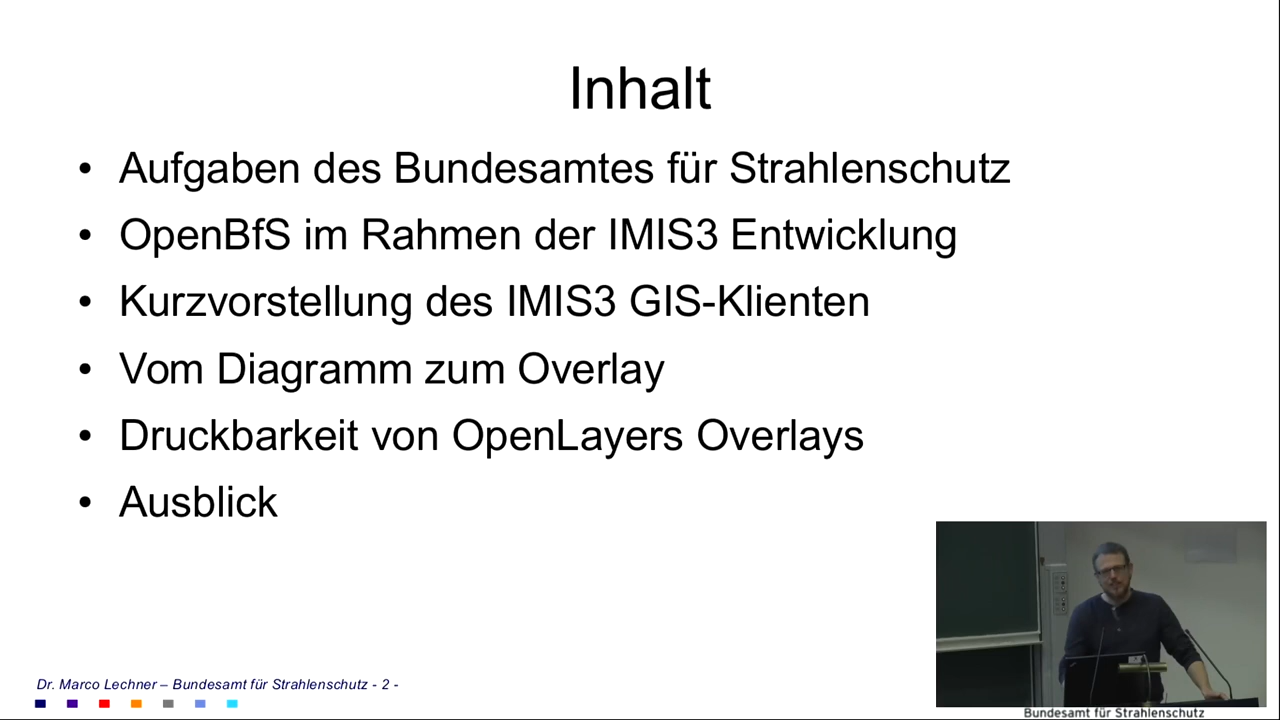 Inhalt
• Aufgaben des Bundesamtes für Strahlenschutz
• OpenBfS im Rahmen der IMIS3 Entwicklung
• Kurzvorstellung des IMIS3 GIS-Klienten
• Vom Diagramm zum Overlay
• Druckbarkeit von OpenLayers Overlays
• Ausblick
Dr. Marco Lechner – Bundesamt für Strahlenschutz - 2 -
Bundesamt für Strahlenschutz